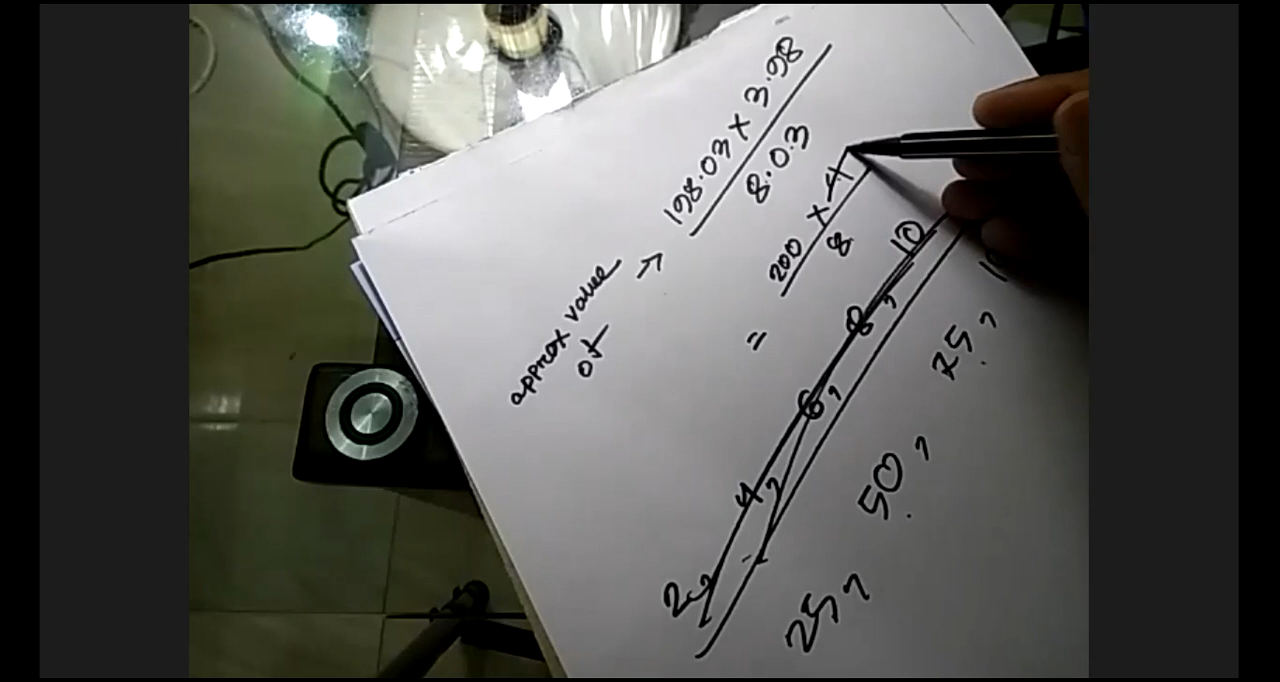 approx value of → 198.03 × 3.98
8.03
= 200 × 4
8
2, 4, 6, 8, 10
25, 50, 75,